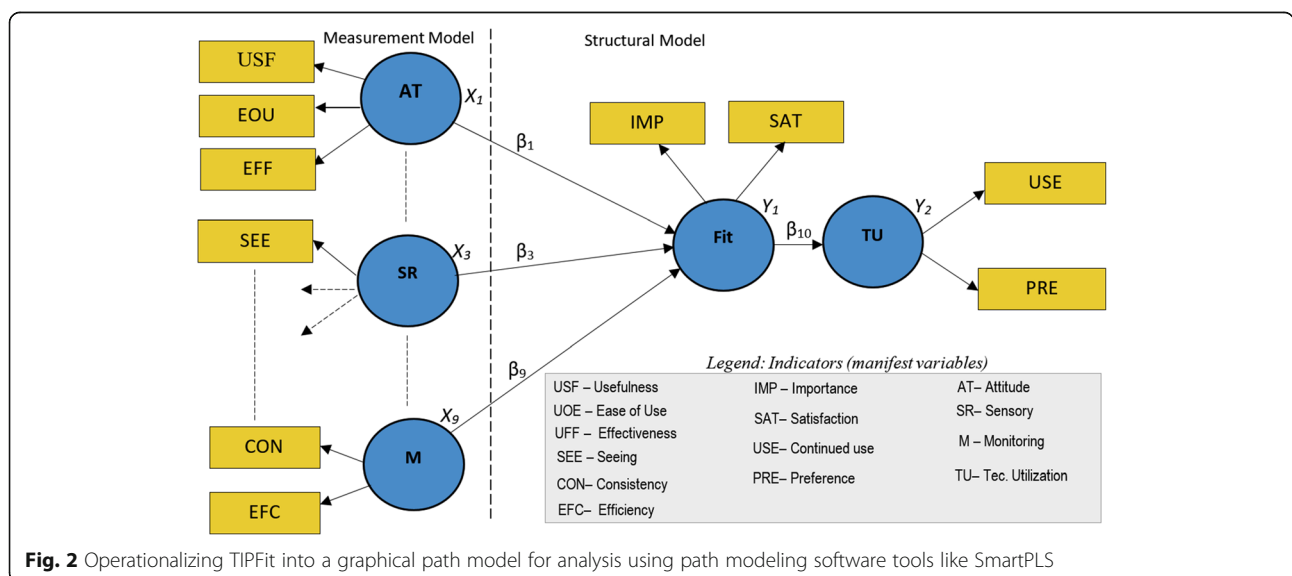 Measurement Model
Structural Model
USF
EOU
EFF
AT
X1
β1
IMP
SAT
SEE
SR
X3
β3
Fit
Y1
β10
TU
Y2
USE
PRE
CON
EFC
M
X9
β9
Legend: Indicators (manifest variables)
USF – Usefulness
UOE – Ease of Use
UFF – Effectiveness
SEE – Seeing
CON– Consistency
EFC– Efficiency
IMP – Importance
SAT– Satisfaction
USE– Continued use
PRE– Preference
AT– Attitude
SR– Sensory
M – Monitoring
TU– Tec. Utilization
Fig. 2 Operationalizing TIPFit into a graphical path model for analysis using path modeling software tools like SmartPLS